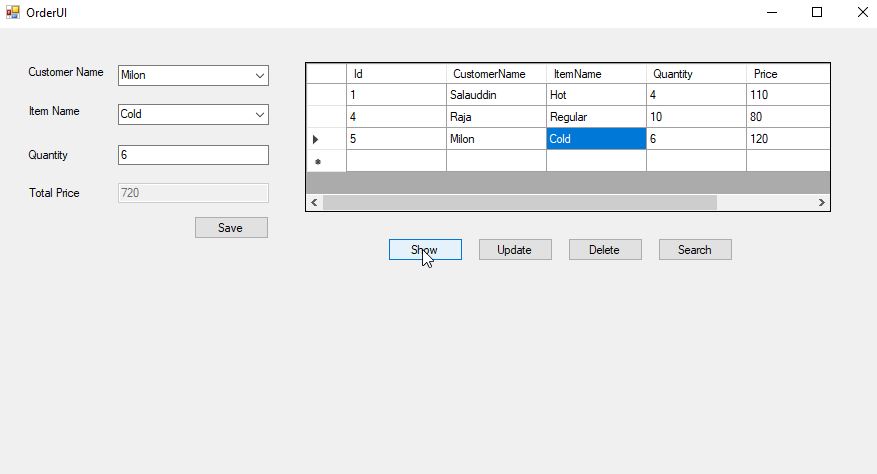 OrderUI
Customer Name Milon
Item Name Cold
Quantity 6
Total Price 720
Save
Id CustomerName ItemName Quantity Price
1 Salauddin Hot 4 110
4 Raja Regular 10 80
5 Milon Cold 6 120
Show Update Delete Search